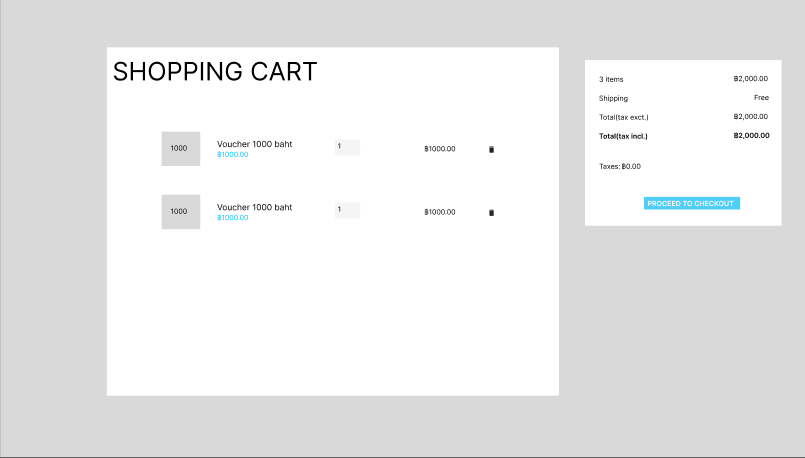 SHOPPING CART
1000
Voucher 1000 baht
฿1000.00
1
฿1000.00
1000
Voucher 1000 baht
฿1000.00
1
฿1000.00
3 items ฿2,000.00
Shipping Free
Total(tax exct.) ฿2,000.00
Total(tax incl.) ฿2,000.00
Taxes: ฿0.00
PROCEED TO CHECKOUT